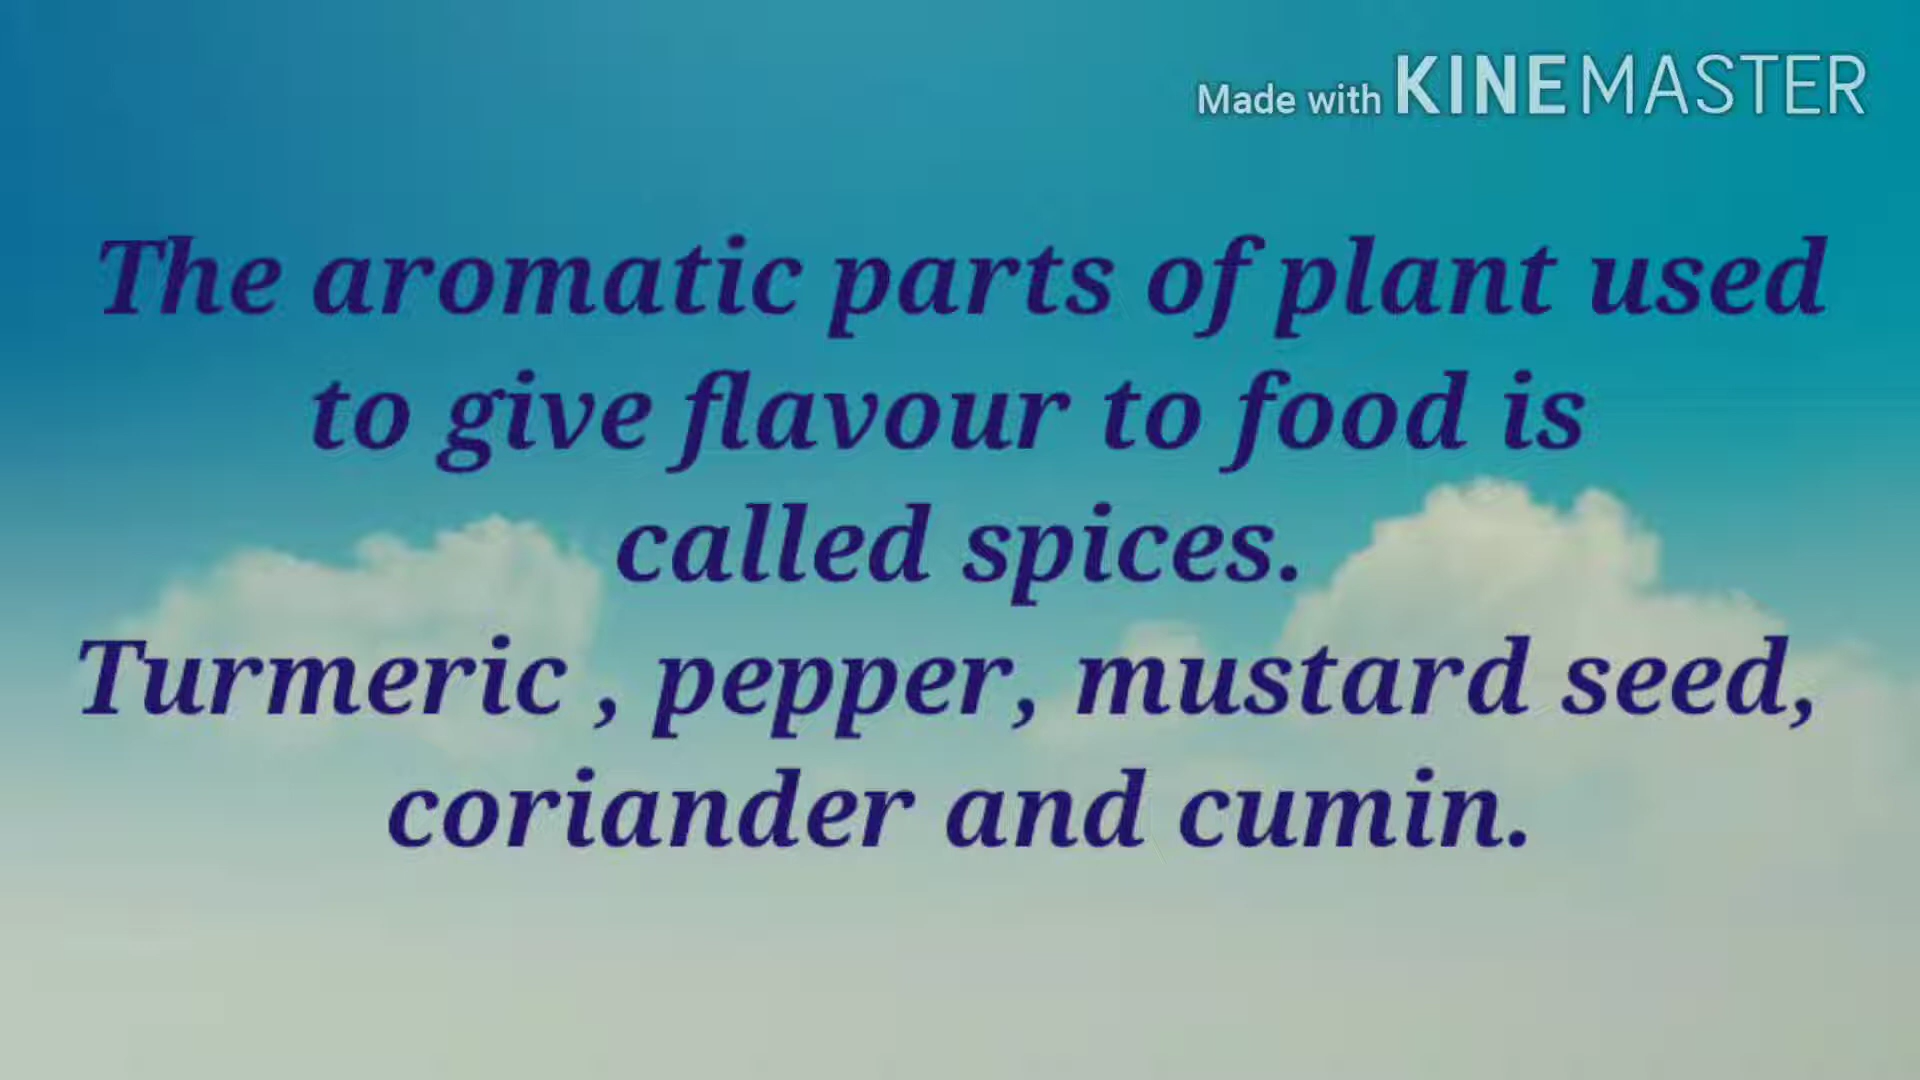 Made with KINEMASTER
The aromatic parts of plant used
to give flavour to food is
called spices.
Turmeric , pepper, mustard seed,
coriander and cumin.